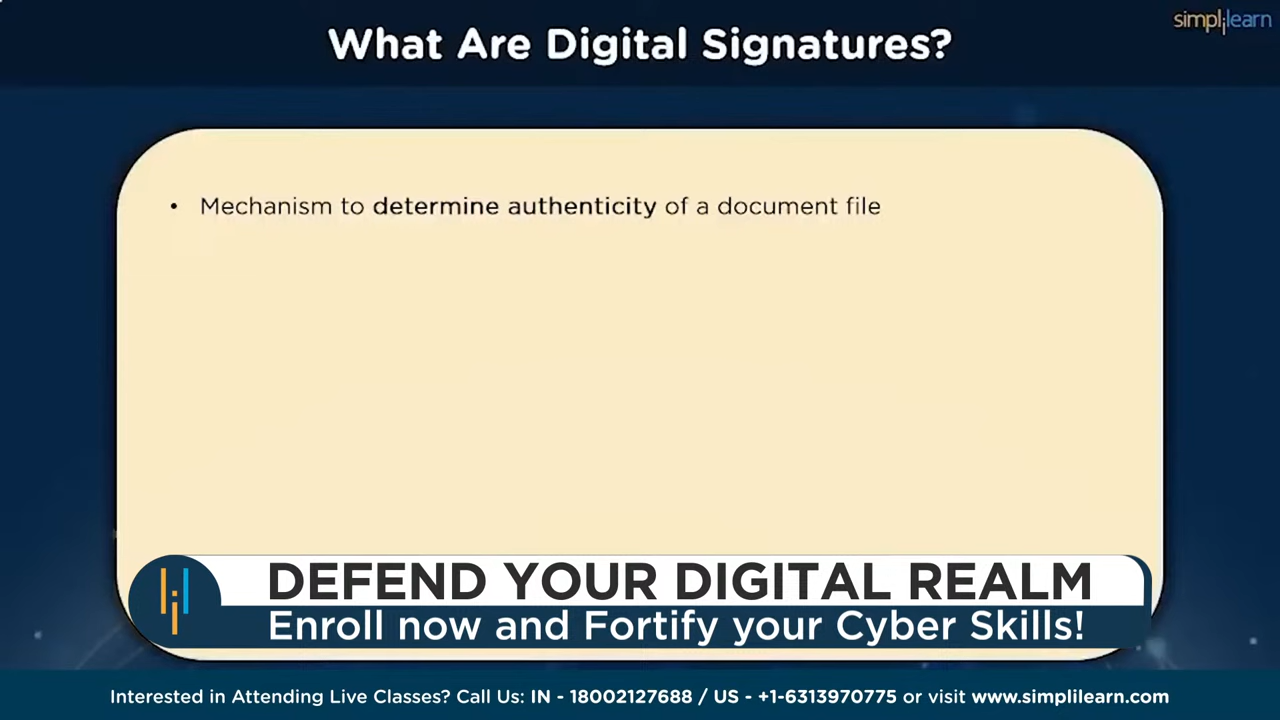 What Are Digital Signatures?
simplilearn
• Mechanism to determine authenticity of a document file
DEFEND YOUR DIGITAL REALM
Enroll now and Fortify your Cyber Skills!
Interested in Attending Live Classes? Call Us: IN - 18002127688 / US - +1-6313970775 or visit www.simplilearn.com